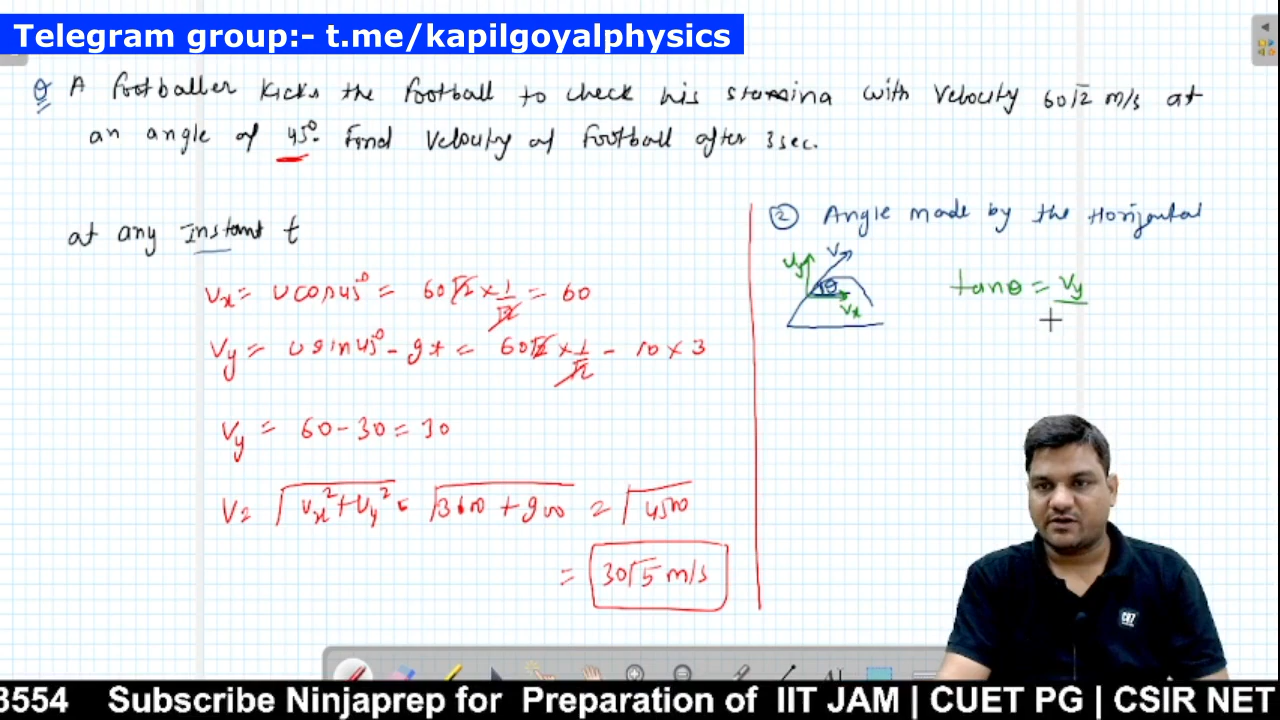 Telegram group:- t.me/kapilgoyalphysics
Q A footballer kicks the football to check his stamina with velocity 60√2 m/s at
an angle of 45°. Find velocity of football after 3 sec.
at any Instant t
Vx = u cos45° = 60√2 × 1/√2 = 60
Vy = u sin45° - gt = 60√2 × 1/√2 - 10 × 3
Vy = 60 - 30 = 30
V = √Vx² + Vy² = √3600 + 900 = √4500
= 30√5 m/s
② Angle made by the Horizontal
Vy V θ Vx
tanθ = Vy
3554 Subscribe Ninjaprep for Preparation of IIT JAM | CUET PG | CSIR NET